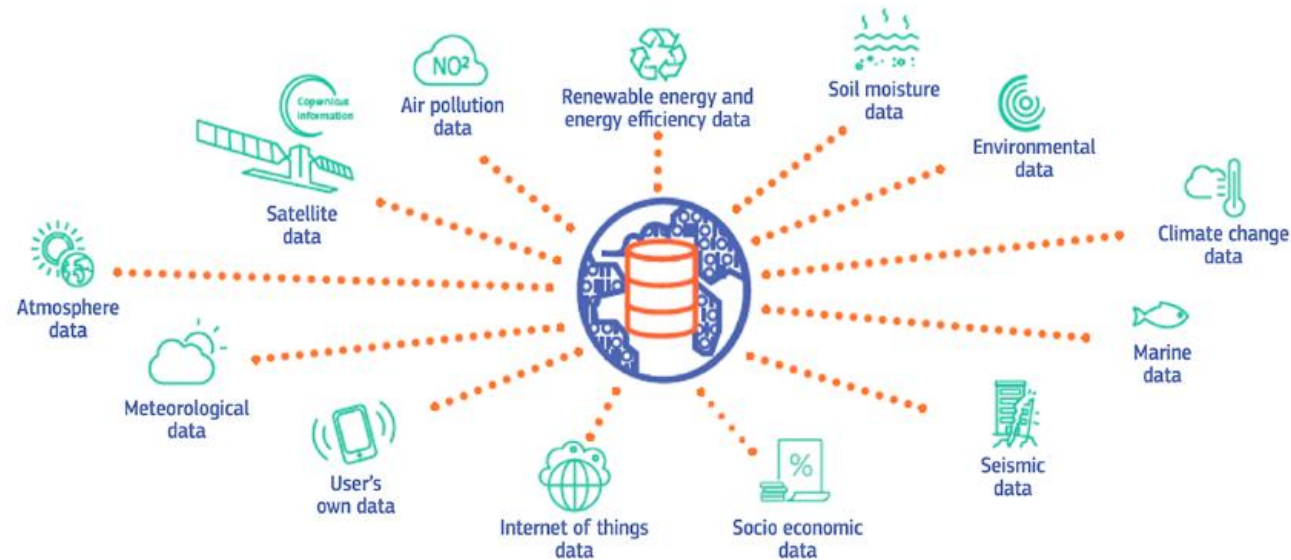 NO²
Air pollution
data
Renewable energy and
energy efficiency data
Soil moisture
data
Copernicus
information
Satellite
data
Environmental
data
Climate change
data
Atmosphere
data
Marine
data
Meteorological
data
User's
own data
Internet of things
data
%
Socio economic
data
Seismic
data